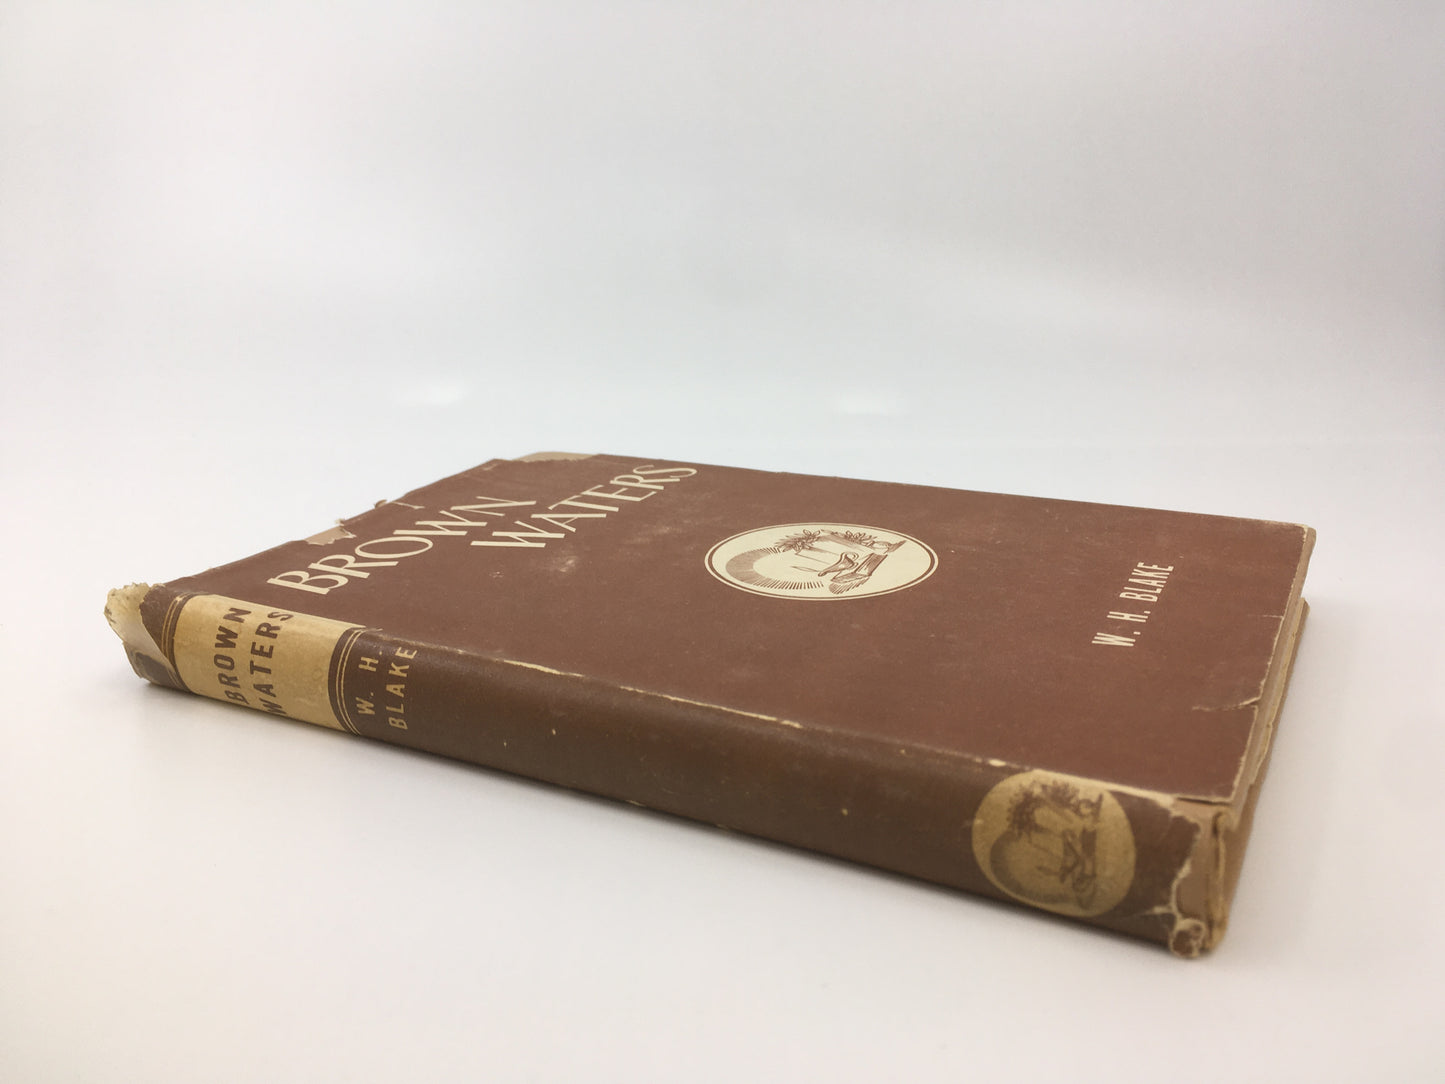 BROWN
WATERS
W. H. BLAKE
BROWN
WATERS
W. H.
BLAKE